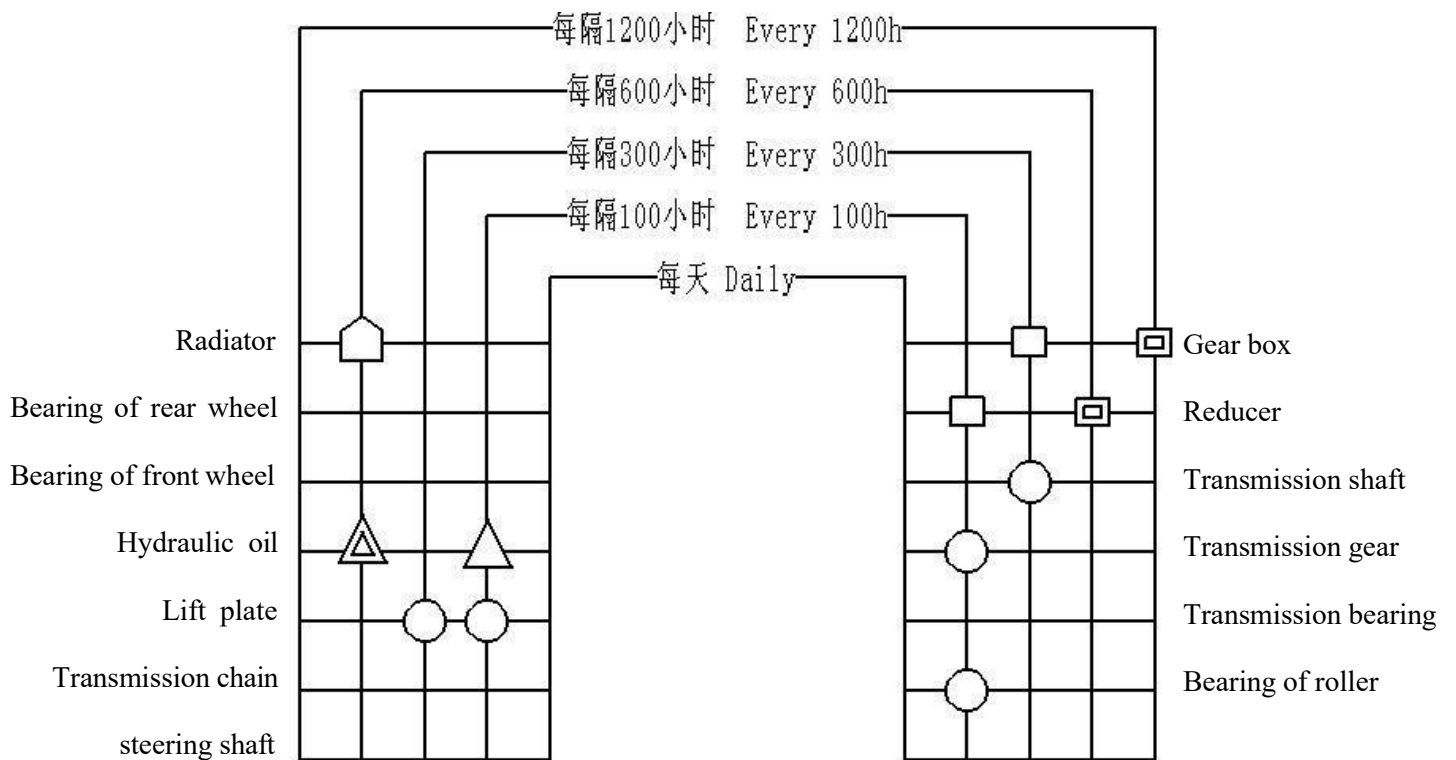 每隔1200小时 Every 1200h
每隔600小时 Every 600h
每隔300小时 Every 300h
每隔100小时 Every 100h
每天 Daily
Radiator
Bearing of rear wheel
Bearing of front wheel
Hydraulic oil
Lift plate
Transmission chain
steering shaft
Gear box
Reducer
Transmission shaft
Transmission gear
Transmission bearing
Bearing of roller